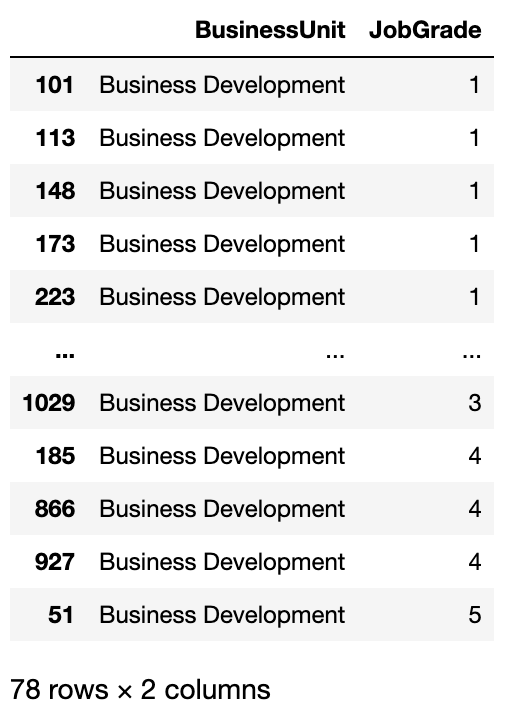 BusinessUnit JobGrade
101 Business Development 1
113 Business Development 1
148 Business Development 1
173 Business Development 1
223 Business Development 1
... ... ...
1029 Business Development 3
185 Business Development 4
866 Business Development 4
927 Business Development 4
51 Business Development 5
78 rows × 2 columns